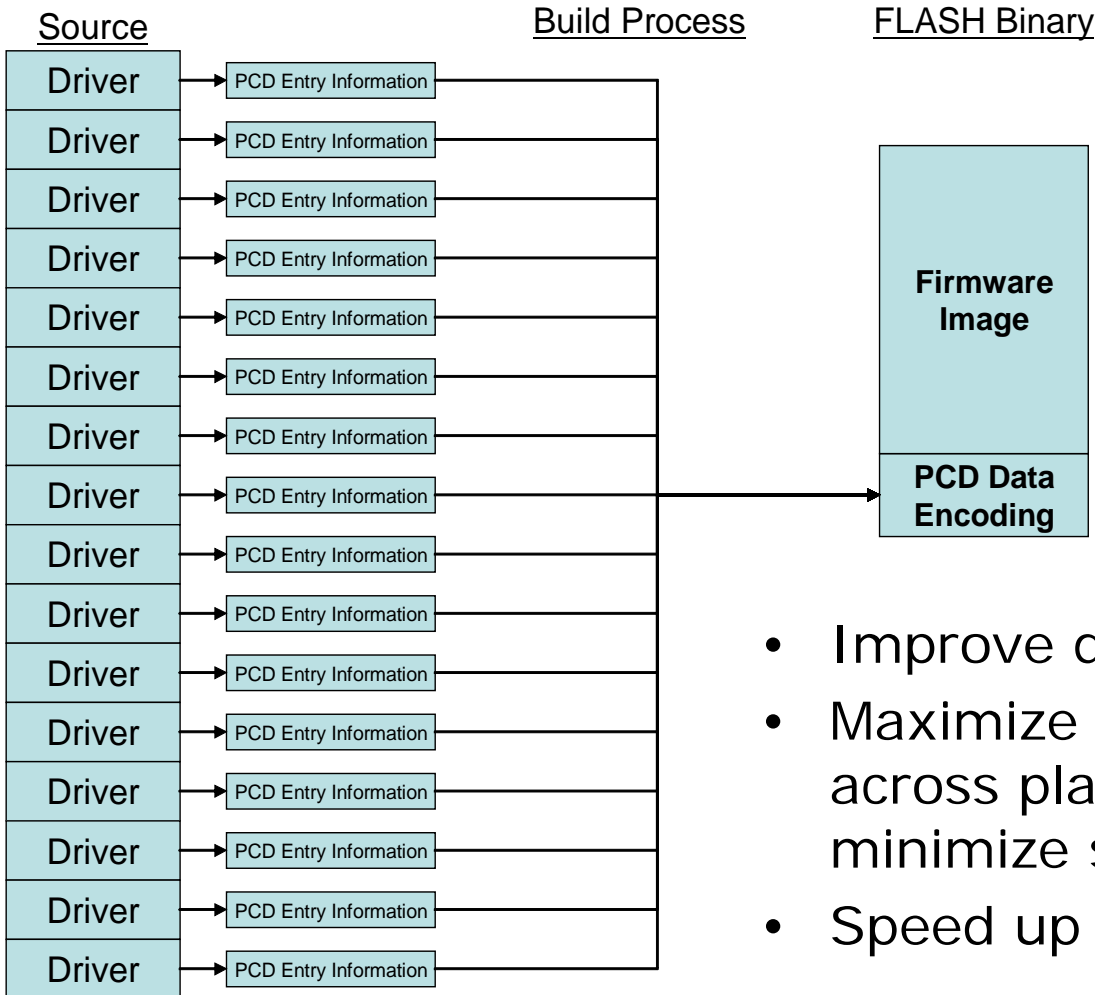 Source
Build Process
FLASH Binary
Driver
PCD Entry Information
Driver
PCD Entry Information
Driver
PCD Entry Information
Driver
PCD Entry Information
Driver
PCD Entry Information
Driver
PCD Entry Information
Driver
PCD Entry Information
Driver
PCD Entry Information
Driver
PCD Entry Information
Driver
PCD Entry Information
Driver
PCD Entry Information
Driver
PCD Entry Information
Driver
PCD Entry Information
Driver
PCD Entry Information
Driver
PCD Entry Information
Driver
PCD Entry Information
Firmware
Image
PCD Data
Encoding
• Improve
• Maximize
across
minimize
• Speed up